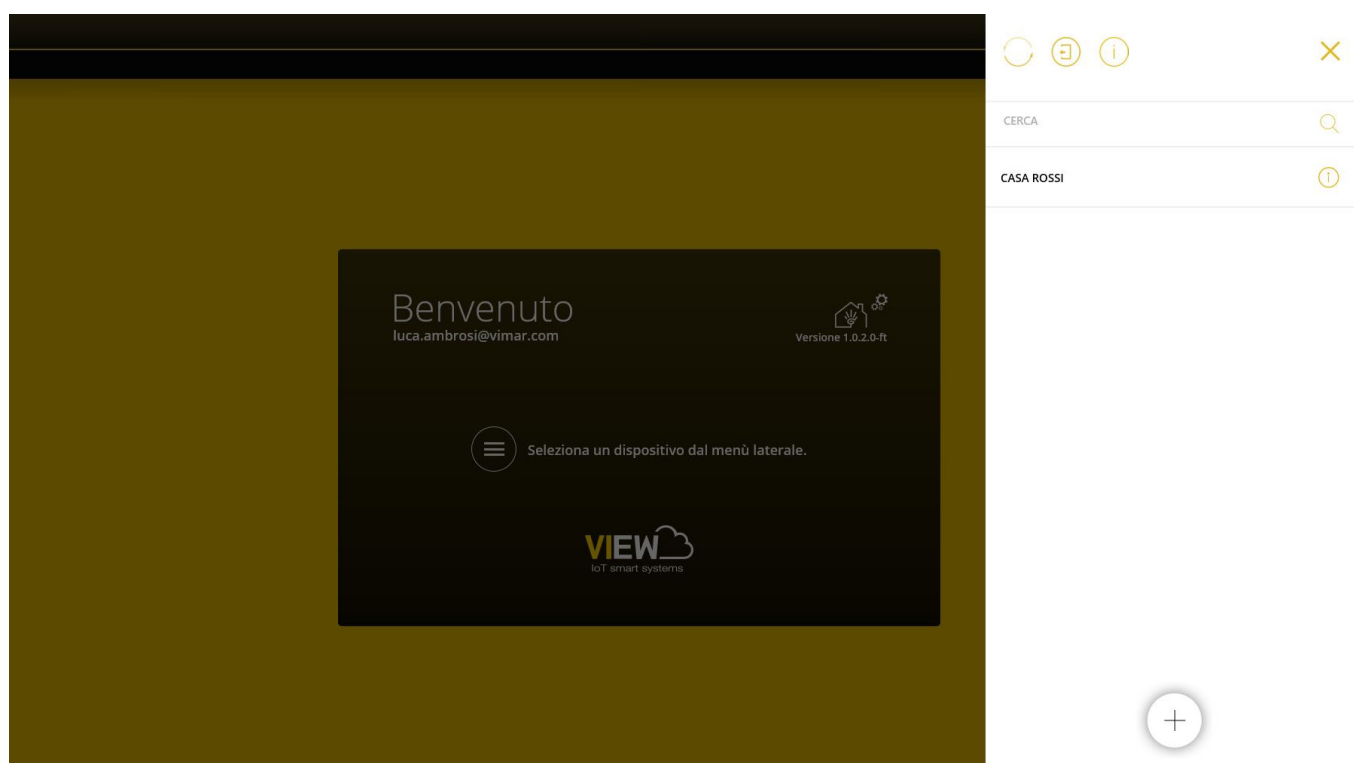 CERCA
CASA ROSSI
Benvenuto
luca.ambrosi@vimar.com
Versione 1.0.2.0-ft
Seleziona un dispositivo dal menù laterale.
VIEW
IoT smart systems